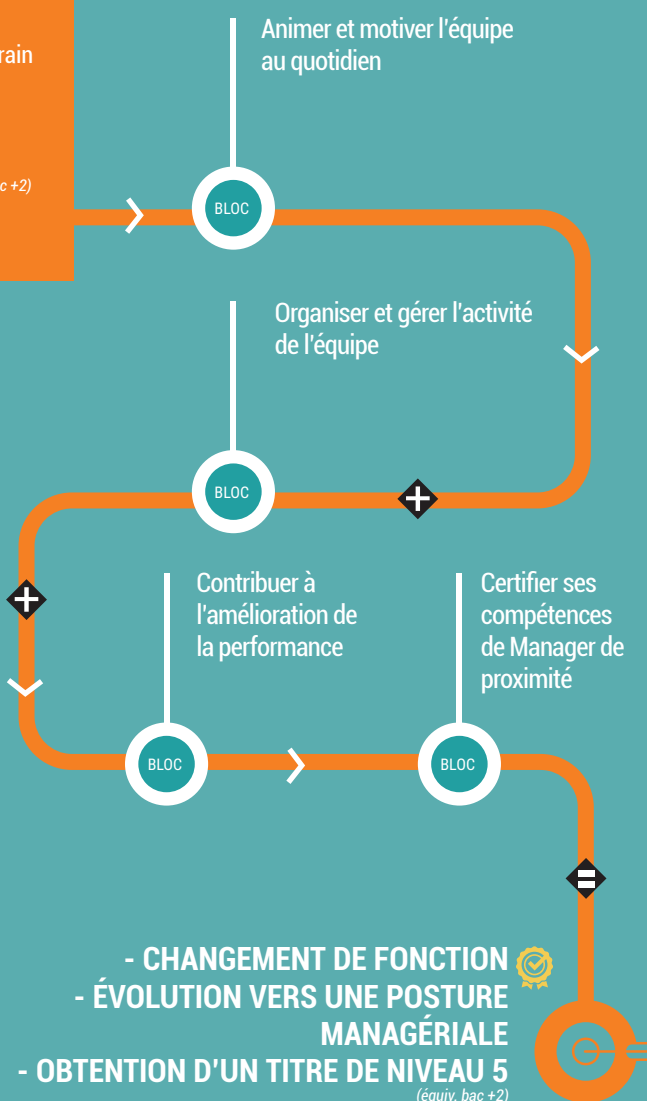 rain
c +2)
Animer et motiver l'équipe
au quotidien
BLOC
Organiser et gérer l'activité
de l'équipe
BLOC
Contribuer à
l'amélioration de
la performance
BLOC
Certifier ses
compétences
de Manager de
proximité
BLOC
- CHANGEMENT DE FONCTION
- ÉVOLUTION VERS UNE POSTURE
MANAGÉRIALE
- OBTENTION D'UN TITRE DE NIVEAU 5
(équiv. bac +2)